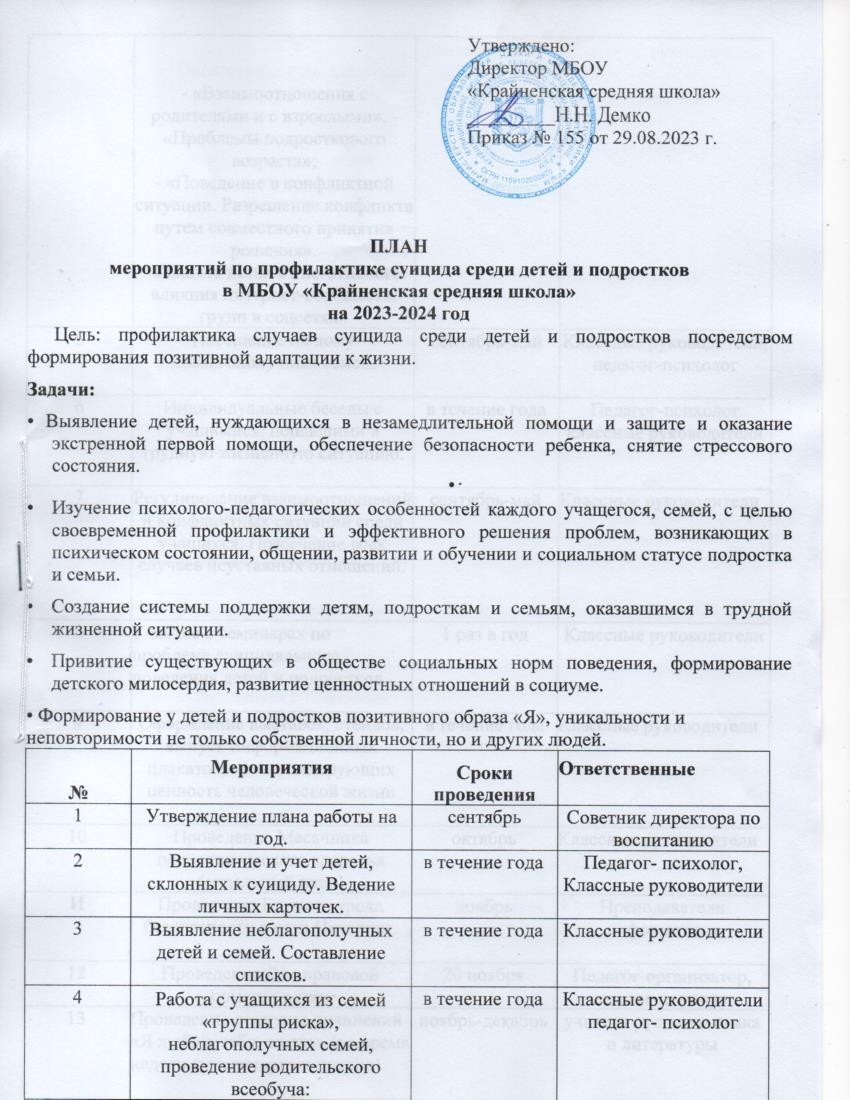 Утверждено:
Директор МБОУ
«Крайненская средняя школа»
Н.Н. Демко
Приказ № 155 от 29.08.2023 г.
ОГРН 1159102000870
ПЛАН
мероприятий по профилактике суицида среди детей и подростков
в МБОУ «Крайненская средняя школа»
на 2023-2024 год
Цель: профилактика случаев суицида среди детей и подростков посредством
формирования позитивной адаптации к жизни.
Задачи:
• Выявление детей, нуждающихся в незамедлительной помощи и защите и оказание
экстренной первой помощи, обеспечение безопасности ребенка, снятие стрессового
состояния.
• Изучение психолого-педагогических особенностей каждого учащегося, семей, с целью
своевременной профилактики и эффективного решения проблем, возникающих в
психическом состоянии, общении, развитии и обучении и социальном статусе подростка
и семьи.
• Создание системы поддержки детям, подросткам и семьям, оказавшимся в трудной
жизненной ситуации.
• Привитие существующих в обществе социальных норм поведения, формирование
детского милосердия, развитие ценностных отношений в социуме.
• Формирование у детей и подростков позитивного образа «Я», уникальности и
неповторимости не только собственной личности, но и других людей.
№ Мероприятия Сроки Ответственные
проведения
1 Утверждение плана работы на сентябрь Советник директора по
год. воспитанию
2 Выявление и учет детей, в течение года Педагог- психолог,
склонных к суициду. Ведение Классные руководители
личных карточек.
3 Выявление неблагополучных в течение года Классные руководители
детей и семей. Составление
списков.
4 Работа с учащихся из семей в течение года Классные руководители
«группы риска», педагог- психолог
неблагополучных семей,
проведение родительского
всеобуча: